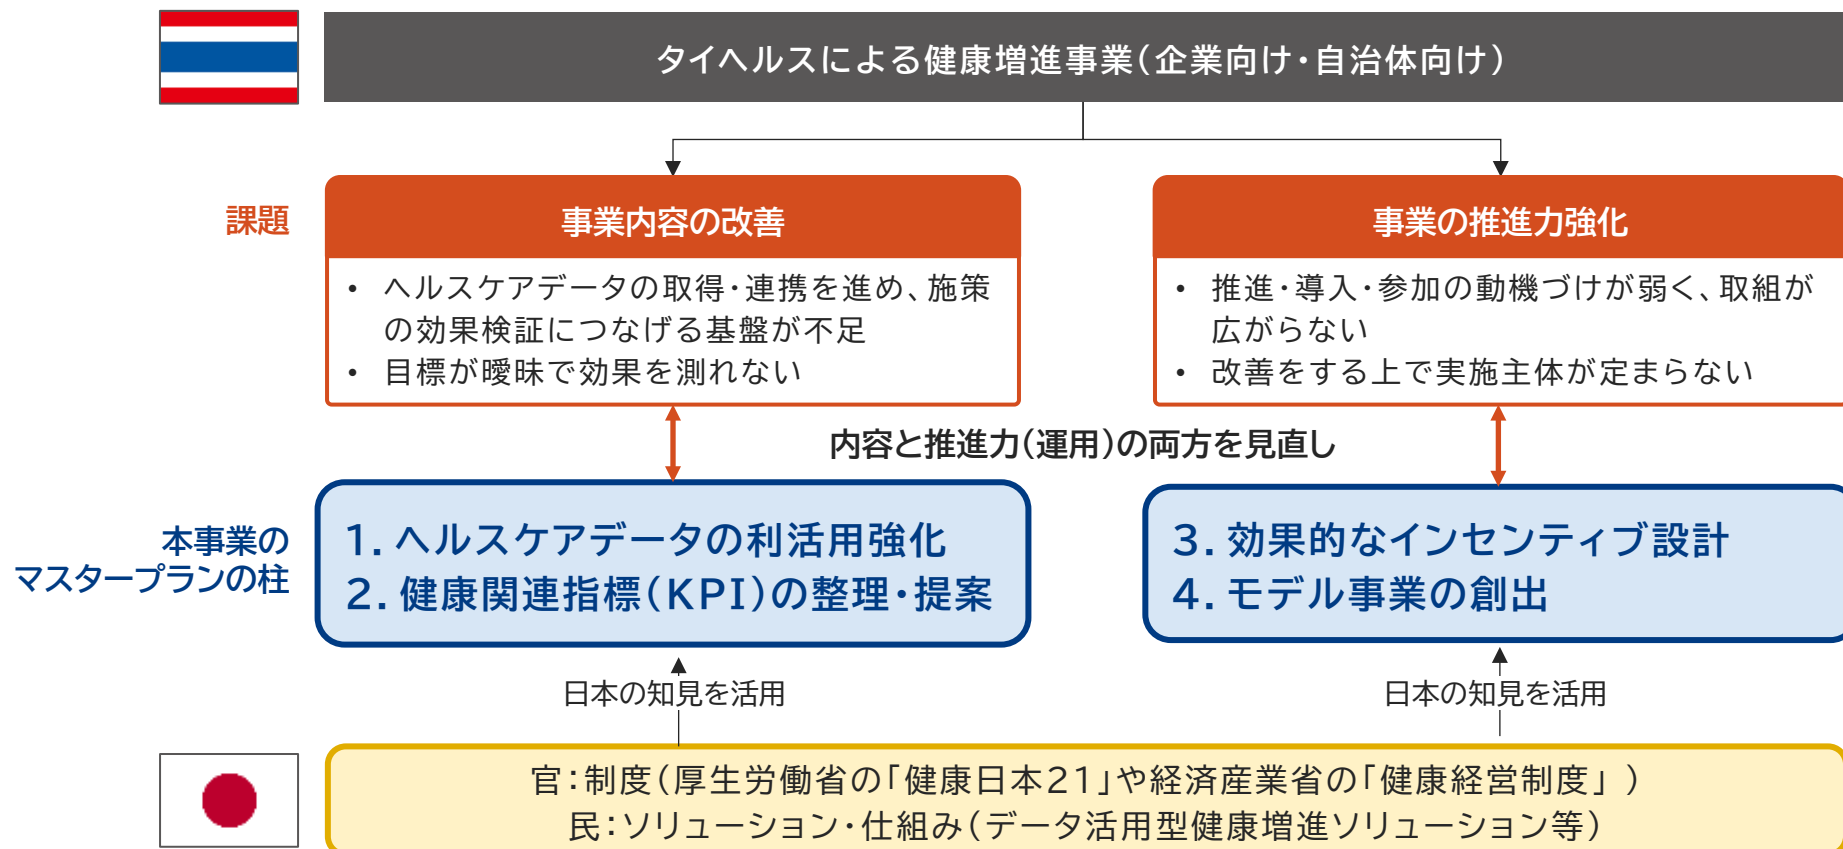 タイヘルスによる健康増進事業（企業向け・自治体向け）
課題
事業内容の改善
• ヘルスケアデータの取得・連携を進め、施策
の効果検証につなげる基盤が不足
• 目標が曖昧で効果を測れない
事業の推進力強化
• 推進・導入・参加の動機づけが弱く、取組が
広がらない
• 改善をする上で実施主体が定まらない
内容と推進力（運用）の両方を見直し
本事業の
マスタープランの柱
1. ヘルスケアデータの利活用強化
2. 健康関連指標（KPI）の整理・提案
3. 効果的なインセンティブ設計
4. モデル事業の創出
日本の知見を活用
日本の知見を活用
官：制度（厚生労働省の「健康日本21」や経済産業省の「健康経営制度」）
民：ソリューション・仕組み（データ活用型健康増進ソリューション等）